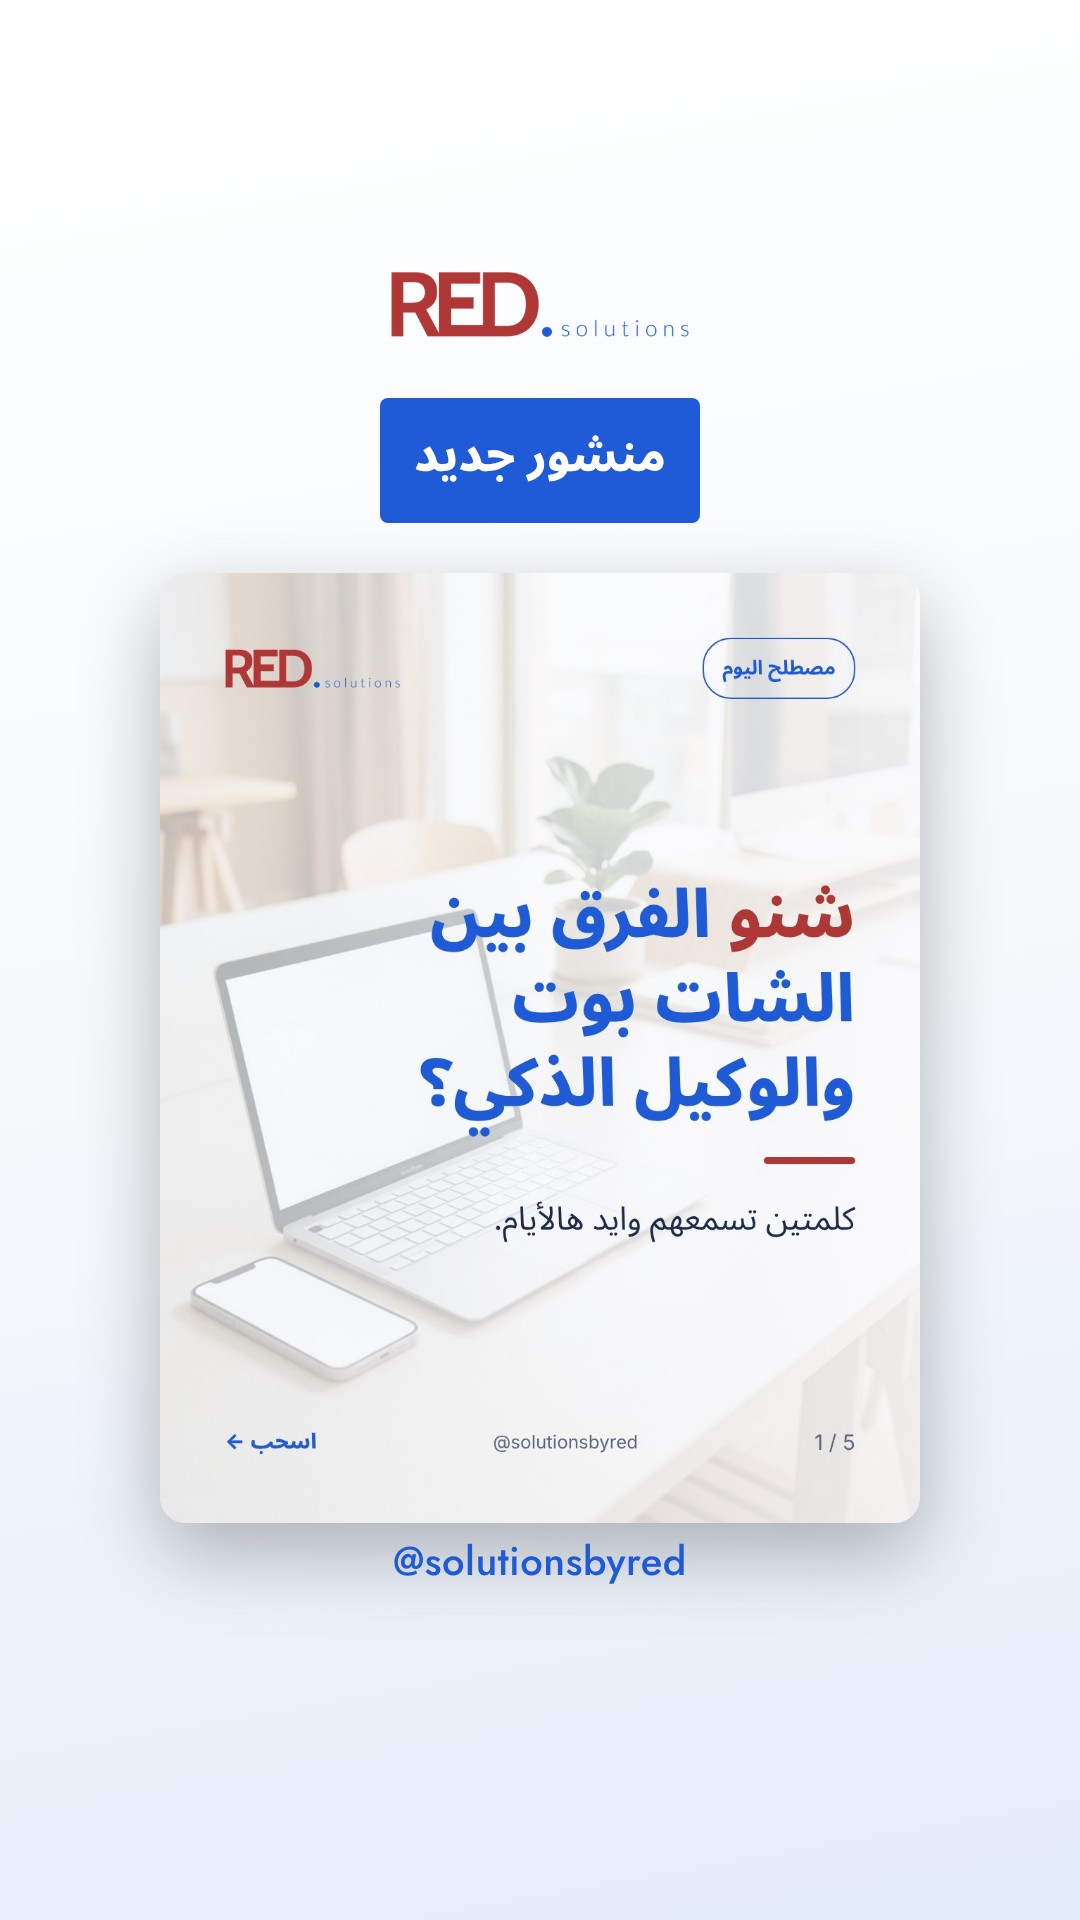 RED. solutions
منشور جديد
RED. solutions
مصطلح اليوم
شنو الفرق بين
الشات بوت
والوكيل الذكي؟
كلمتين تسمعهم وايد هالأيام.
1 / 5
@solutionsbyred
اسحب ←
@solutionsbyred